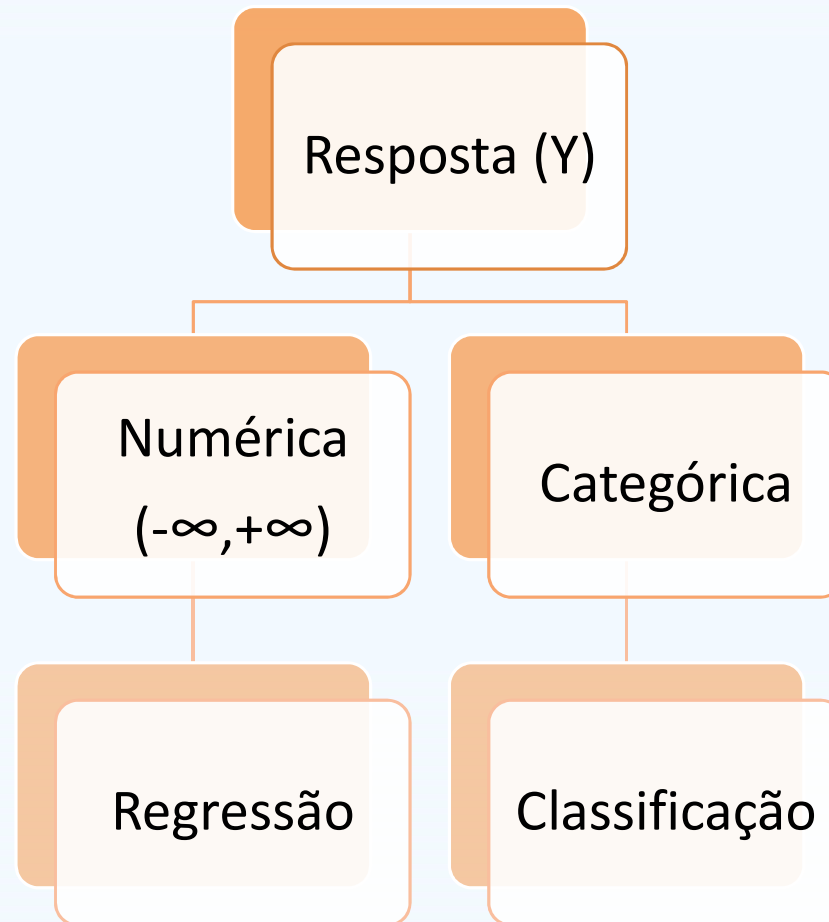 Resposta (Y)
Numérica
(-∞,+∞)
Categórica
Regressão
Classificação